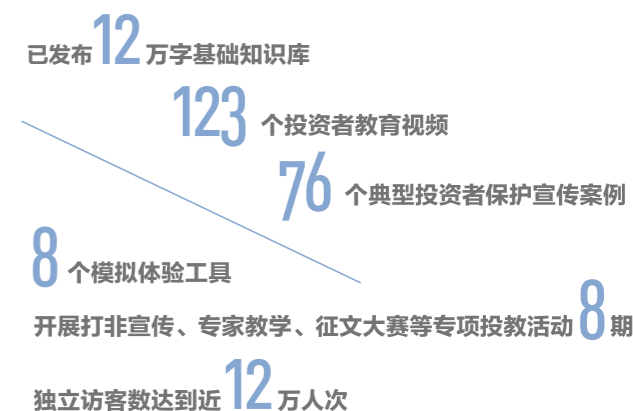 已发布12万字基础知识库
123个投资者教育视频
76个典型投资者保护宣传案例
8个模拟体验工具
开展打非宣传、专家教学、征文大赛等专项投教活动8期
独立访客数达到近12万人次